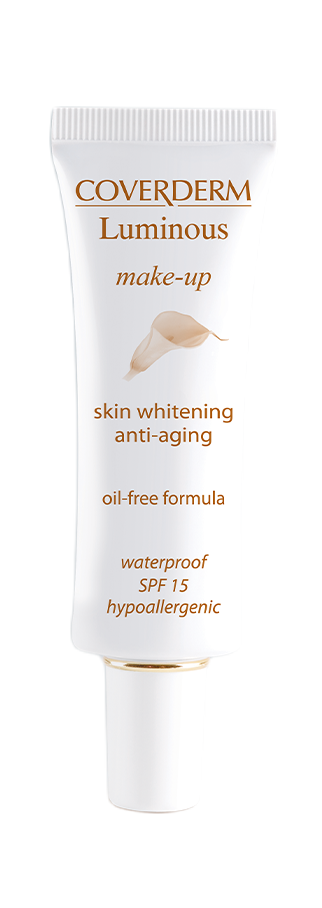 COVERDERM
Luminous
make-up
skin whitening
anti-aging
oil-free formula
waterproof
SPF 15
hypoallergenic